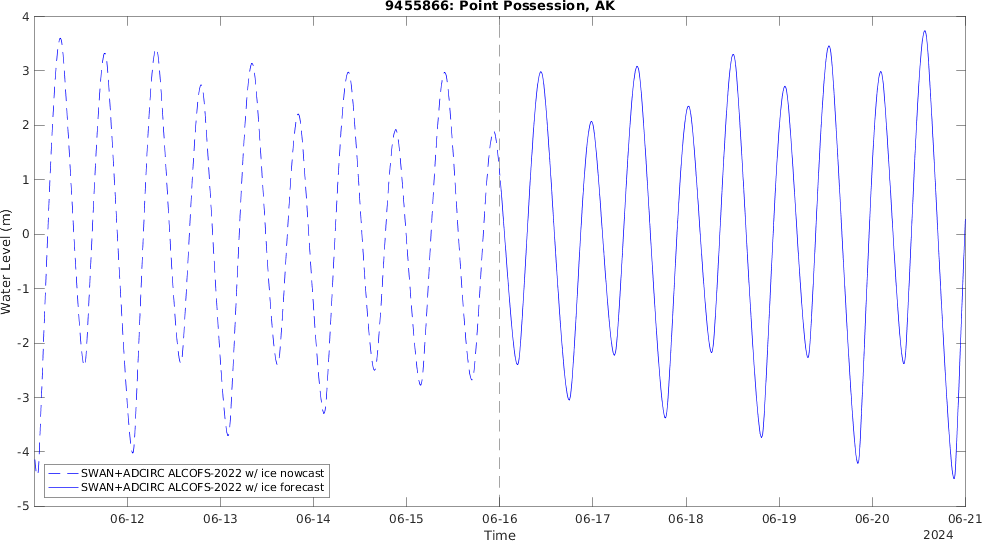 9455866: Point Possession, AK
4
3
2
1
0
-1
-2
-3
-4
-5
Water Level (m)
SWAN+ADCIRC ALCOFS-2022 w/ ice nowcast
SWAN+ADCIRC ALCOFS-2022 w/ ice forecast
06-12 06-13 06-14 06-15 06-16 06-17 06-18 06-19 06-20 06-21
Time
2024